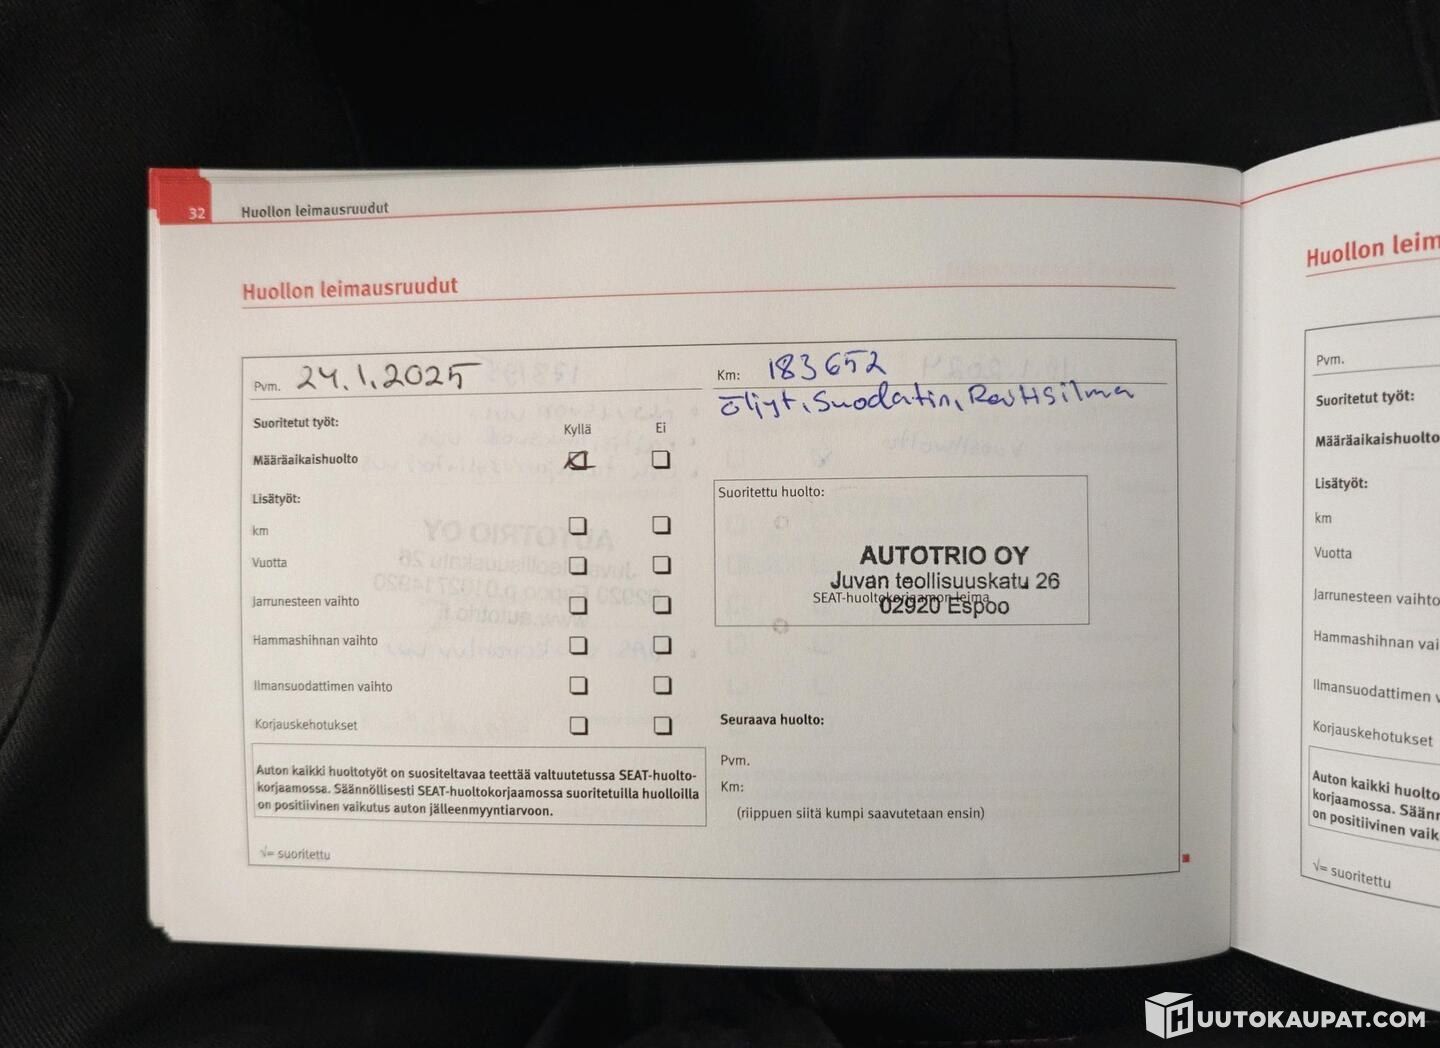 32 Huollon leimausruudut
Huollon leimausruudut
Pvm. 24.1.2025
Km: 183652
Öljyt, Suodatin, Raitisilma
Suoritetut työt:
Kyllä Ei
Määräaikaishuolto
Lisätyöt:
km
Vuotta
Jarrunesteen vaihto
Hammashihnan vaihto
Ilmansuodattimen vaihto
Korjauskehotukset
Auton kaikki huoltotyöt on suositeltavaa teettää valtuutetussa SEAT-huolto-
korjaamossa. Säännöllisesti SEAT-huoltokorjaamossa suoritetuilla huolloilla
on positiivinen vaikutus auton jälleenmyyntiarvoon.
√= suoritettu
Suoritettu huolto:
AUTOTRIO OY
Juvan teollisuuskatu 26
SEAT-huoltokorjaamon leima
02920 Espoo
Seuraava huolto:
Pvm.
Km:
(riippuen siitä kumpi saavutetaan ensin)
Huollon leim
Pvm.
Suoritetut työt:
Määräaikaishuolto
Lisätyöt:
km
Vuotta
Jarrunesteen vaihto
Hammashihnan vai
Ilmansuodattimen v
Korjauskehotukset
Auton kaikki huolto
korjaamossa. Säänn
on positiivinen vaik
√= suoritettu
HUUTOKAUPAT.COM